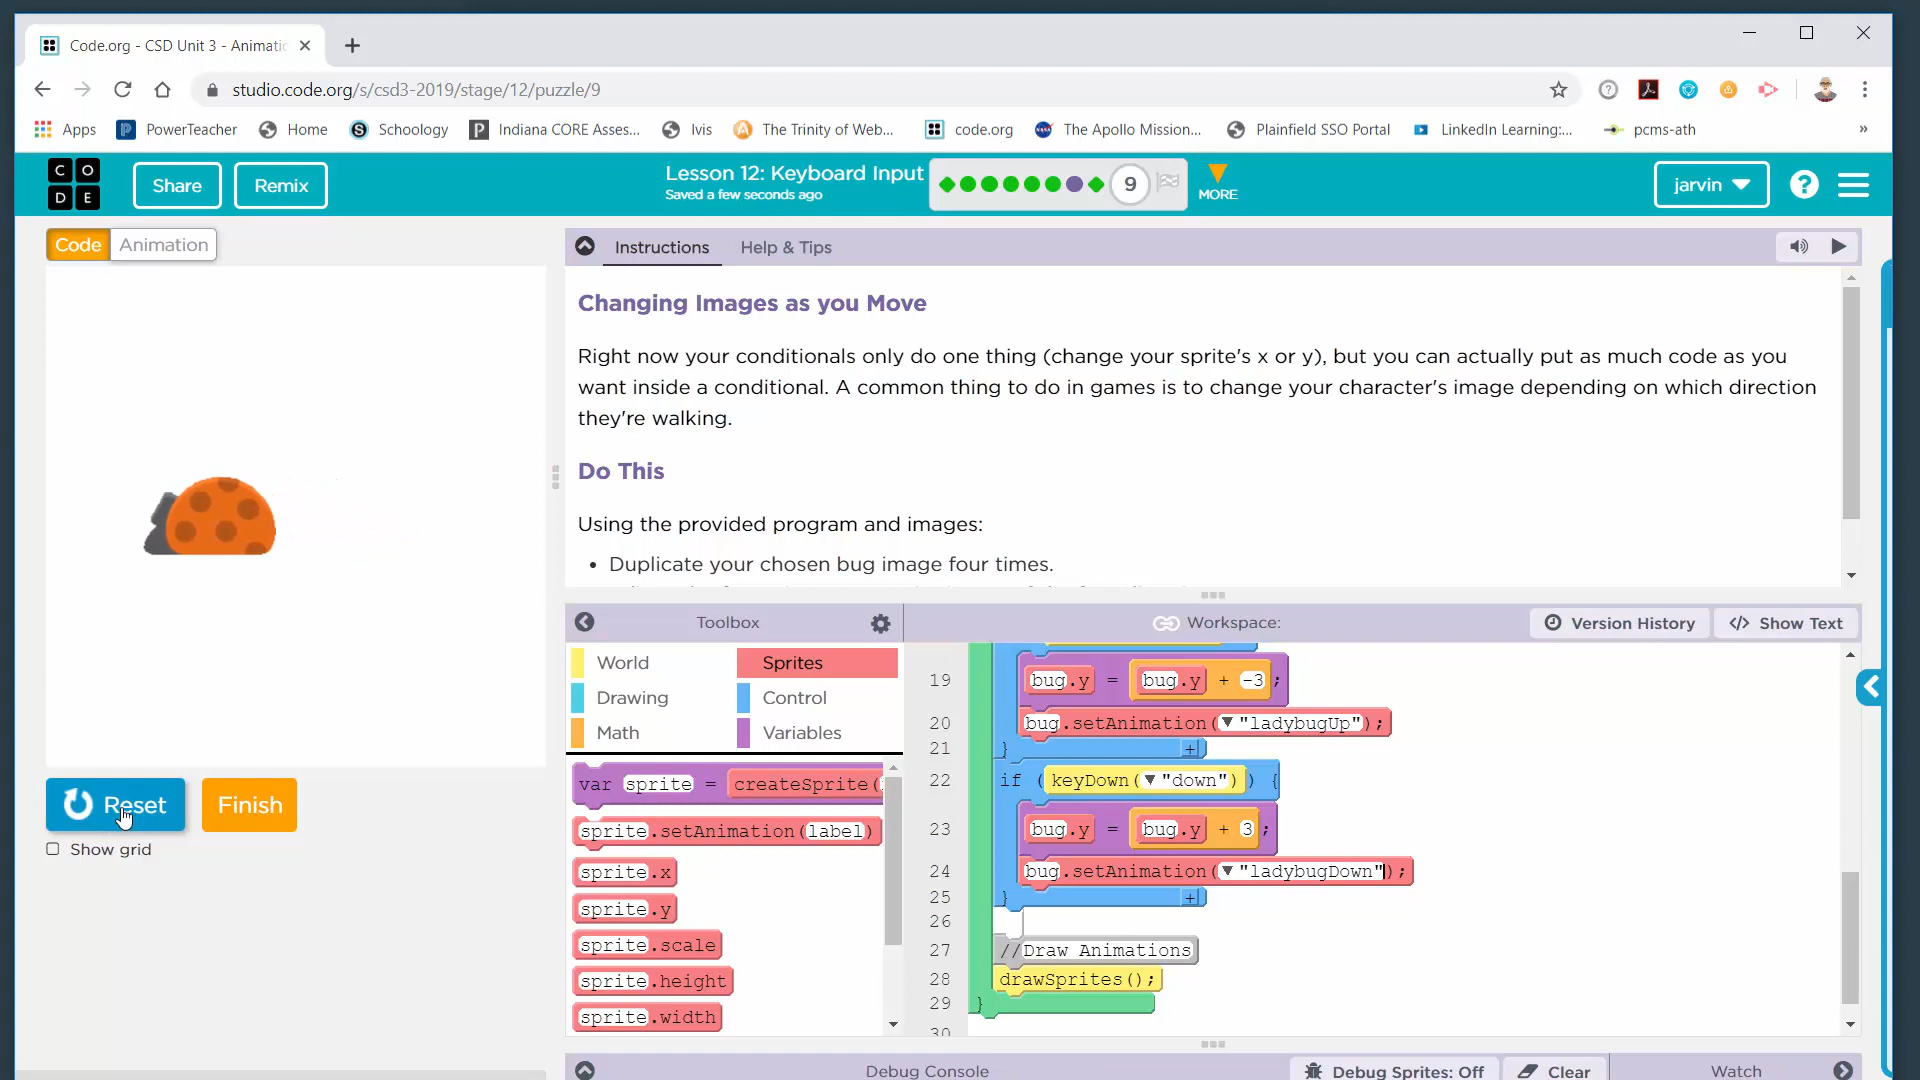 Code.org - CSD Unit 3 - Animatic
studio.code.org/s/csd3-2019/stage/12/puzzle/9
Apps PowerTeacher Home Schoology Indiana CORE Asses... Ivis The Trinity of Web... code.org The Apollo Mission... Plainfield SSO Portal LinkedIn Learning:... pcms-ath »
C O D E
Share
Remix
Lesson 12: Keyboard Input
Saved a few seconds ago
9
MORE
jarvin
?
Code Animation
Instructions Help & Tips
Changing Images as you Move
Right now your conditionals only do one thing (change your sprite's x or y), but you can actually put as much code as you
want inside a conditional. A common thing to do in games is to change your character's image depending on which direction
they're walking.
Do This
Using the provided program and images:
• Duplicate your chosen bug image four times.
Reset
Finish
Show grid
Toolbox
World
Sprites
Drawing
Control
Math
Variables
var sprite = createSprite(
sprite.setAnimation(label)
sprite.x
sprite.y
sprite.scale
sprite.height
sprite.width
Workspace:
Version History
</> Show Text
19 bug.y = bug.y + -3;
20 bug.setAnimation(▼"ladybugUp");
21 } +
22 if (keyDown(▼"down")) {
23 bug.y = bug.y + 3;
24 bug.setAnimation(▼"ladybugDown");
25 } +
26
27 //Draw Animations
28 drawSprites();
29 }
30
Debug Console
Debug Sprites: Off
Clear
Watch